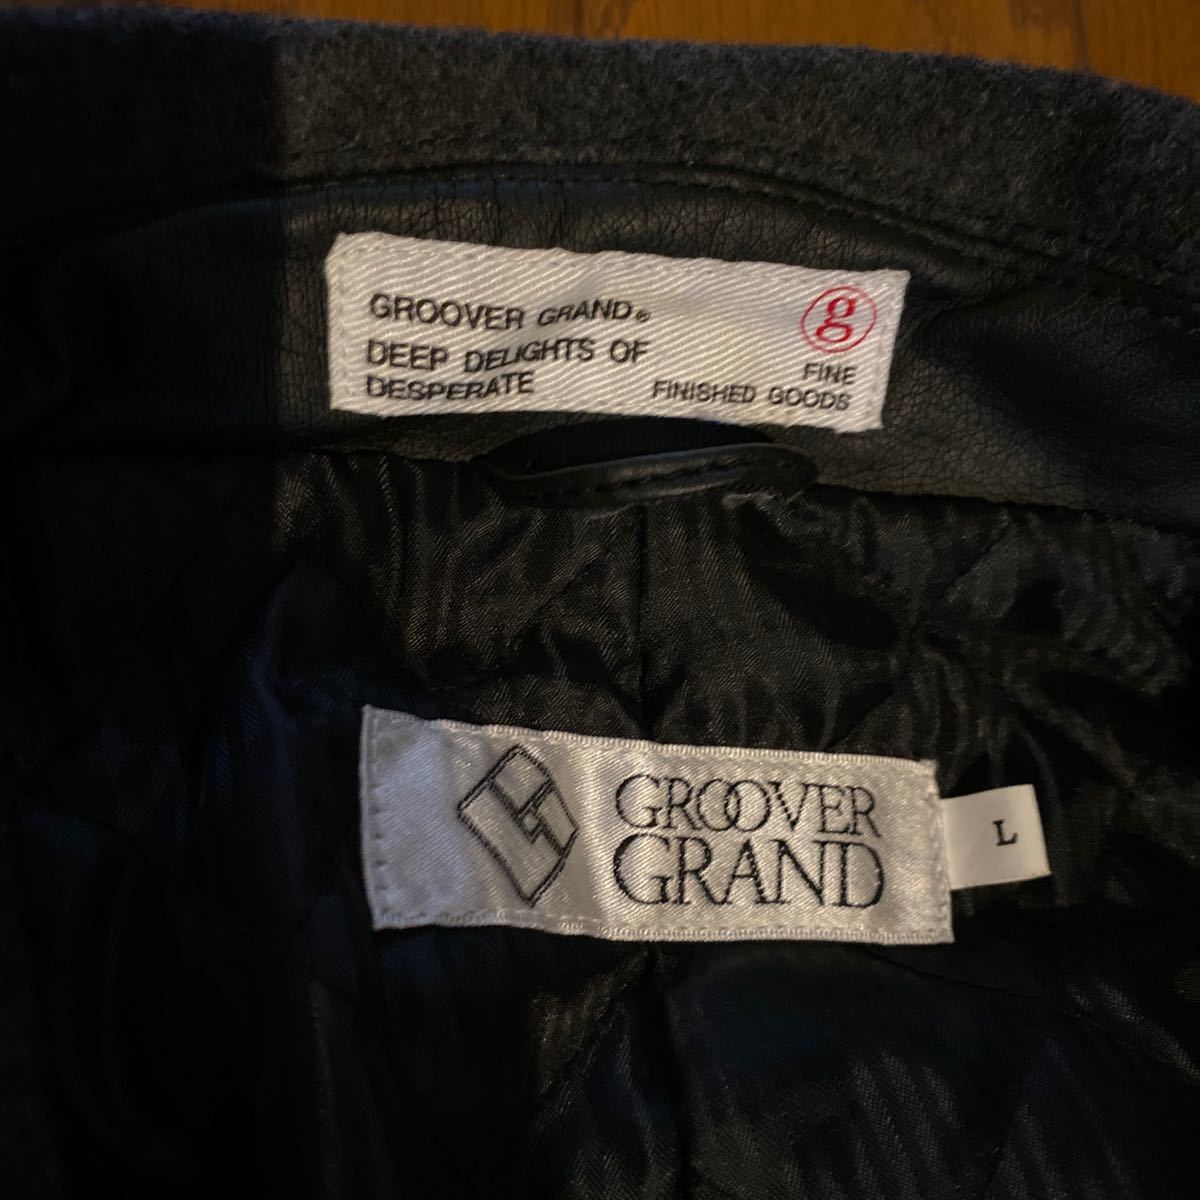 GROOVER GRAND®
g
DEEP DELIGHTS OF
DESPERATE
FINE
FINISHED GOODS
GROOVER
GRAND
L